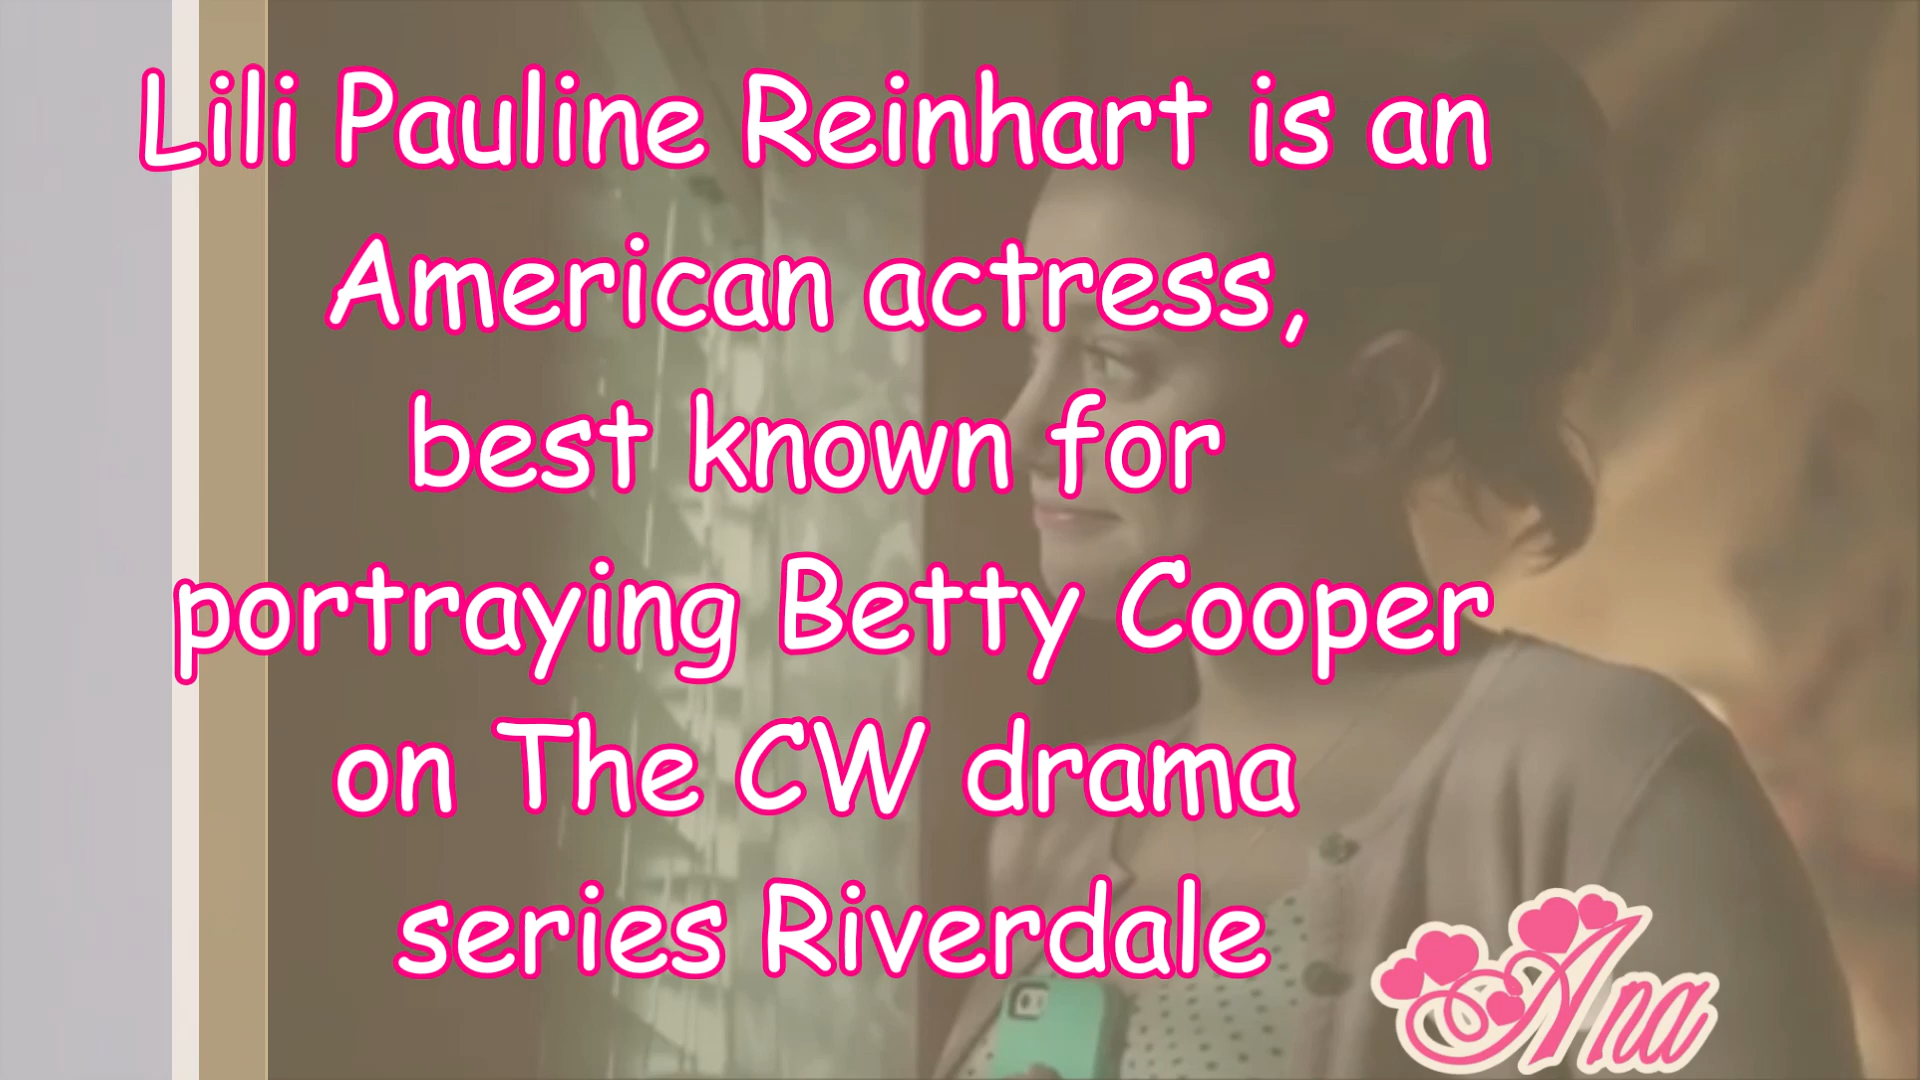 Lili Pauline Reinhart is an
American actress,
best known for
portraying Betty Cooper
on The CW drama
series Riverdale
Ana